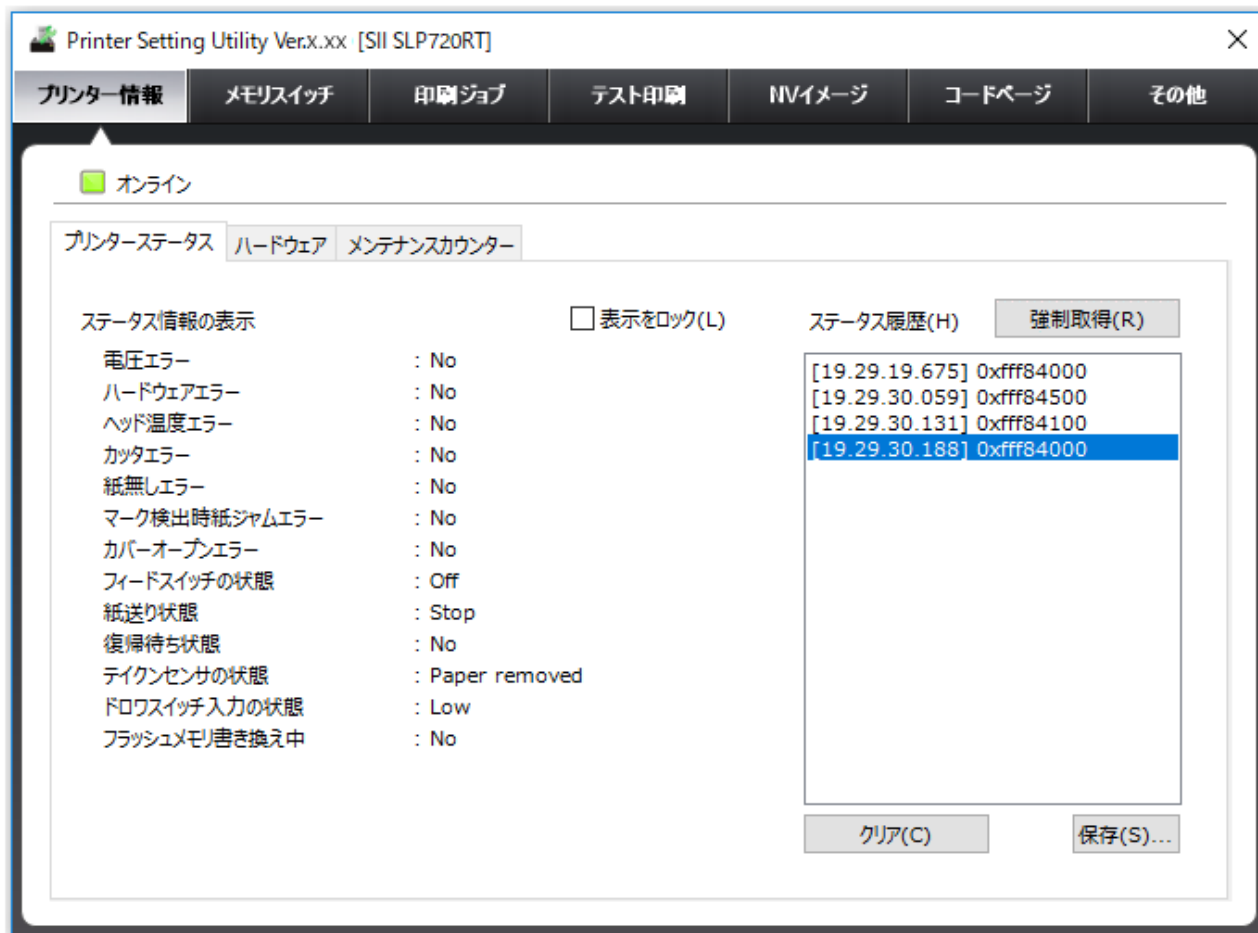 Printer Setting Utility Ver.x.xx [SII SLP720RT]
プリンター情報 メモリスイッチ 印刷ジョブ テスト印刷 NVイメージ コードページ その他
オンライン
プリンターステータス ハードウェア メンテナンスカウンター
ステータス情報の表示 表示をロック(L) ステータス履歴(H) 強制取得(R)
電圧エラー : No
ハードウェアエラー : No
ヘッド温度エラー : No
カッタエラー : No
紙無しエラー : No
マーク検出時紙ジャムエラー : No
カバーオープンエラー : No
フィードスイッチの状態 : Off
紙送り状態 : Stop
復帰待ち状態 : No
テイクンセンサの状態 : Paper removed
ドロワスイッチ入力の状態 : Low
フラッシュメモリ書き換え中 : No
[19.29.19.675] 0xfff84000
[19.29.30.059] 0xfff84500
[19.29.30.131] 0xfff84100
[19.29.30.188] 0xfff84000
クリア(C) 保存(S)...